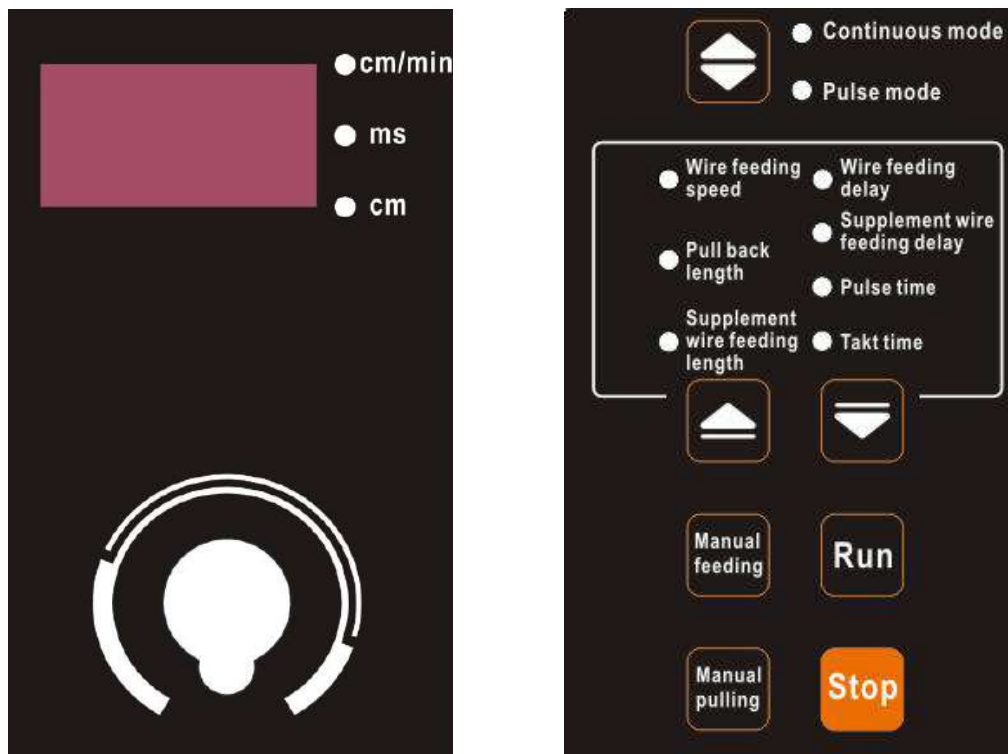 cm/min
ms
cm
Continuous mode
Pulse mode
Wire feeding
speed
Wire feeding
delay
Supplement wire
feeding delay
Pull back
length
Pulse time
Supplement
wire feeding
length
Takt time
Manual
feeding
Run
Manual
pulling
Stop